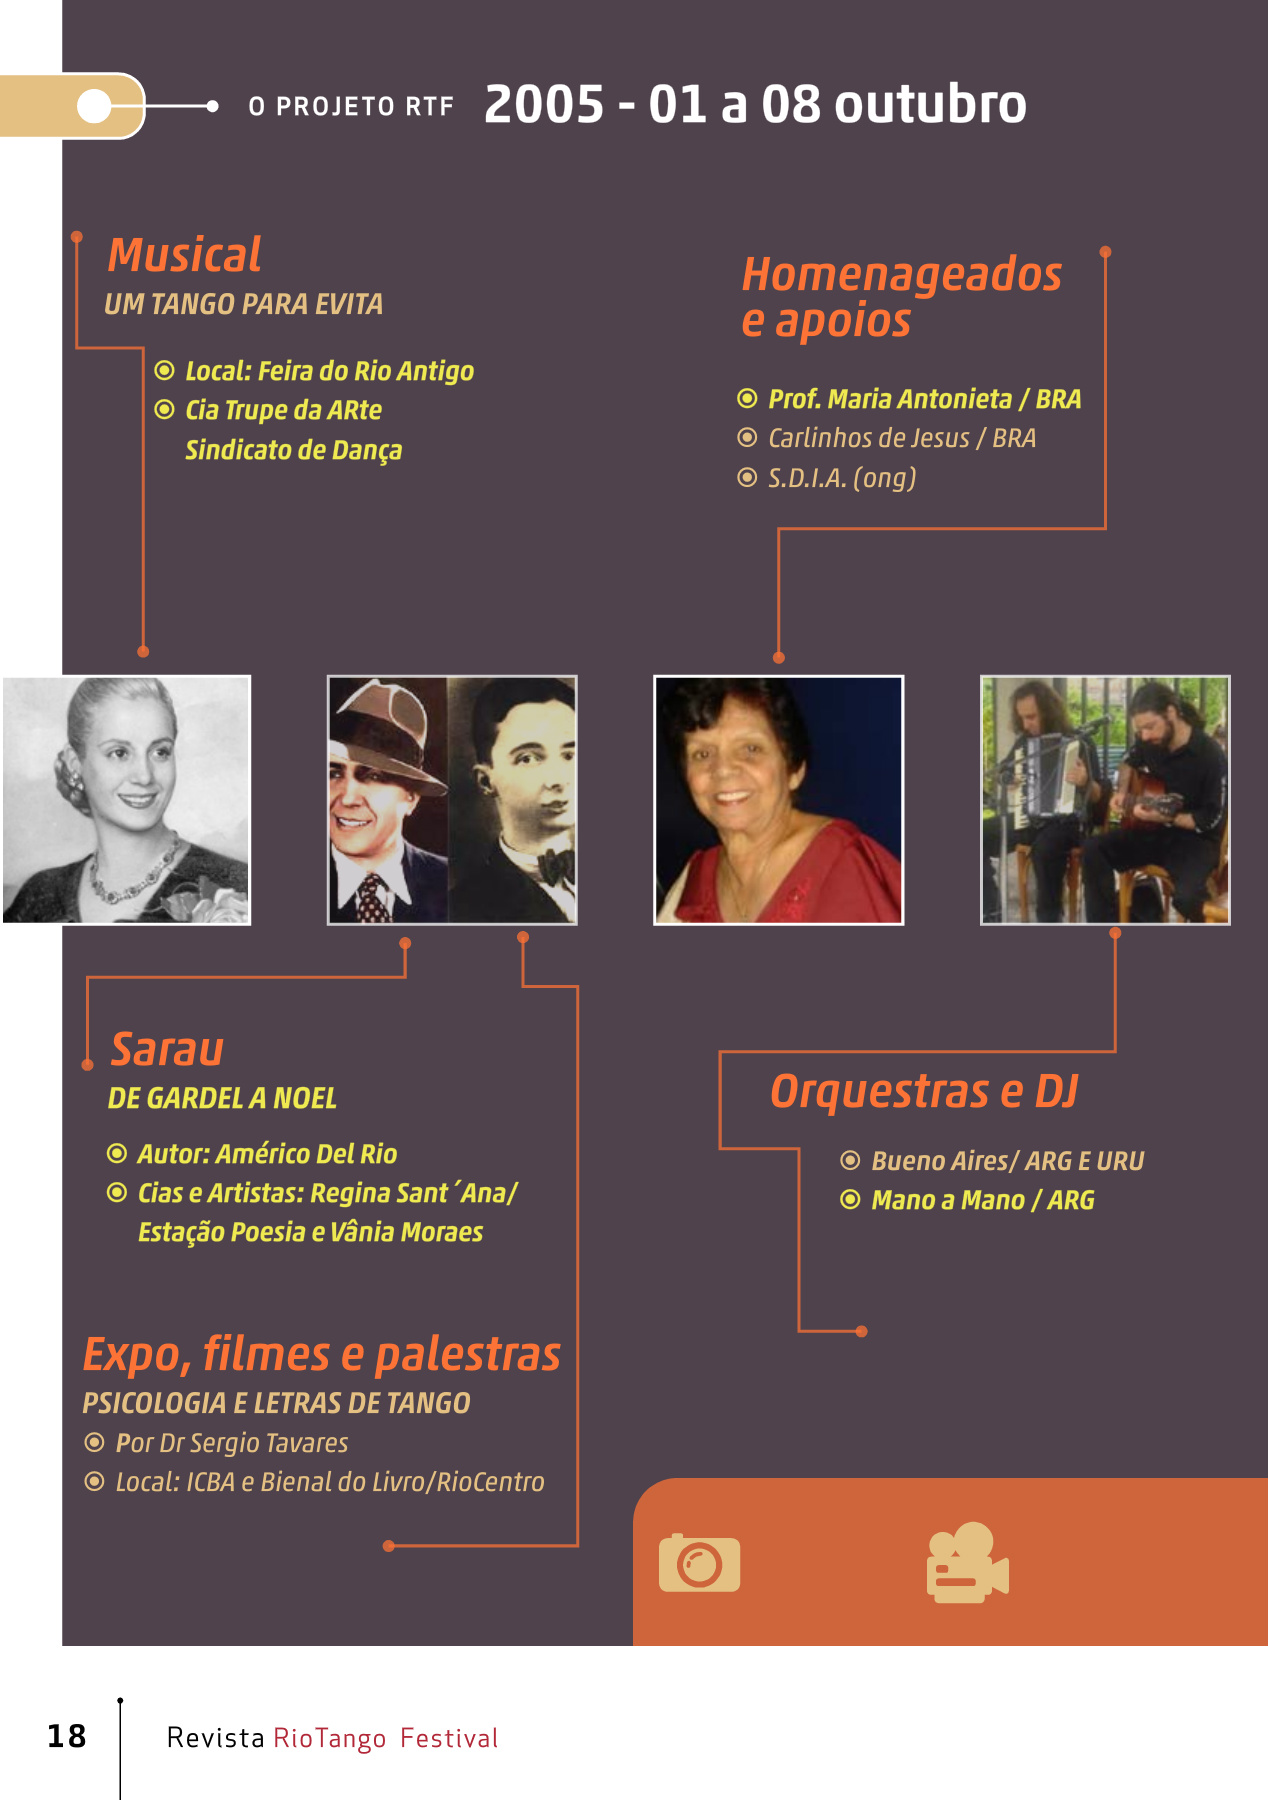 O PROJETO RTF 2005 - 01 a 08 outubro
Musical
UM TANGO PARA EVITA
Local: Feira do Rio Antigo
Cia Trupe da ARte
Sindicato de Dança
Homenageados
e apoios
Prof. Maria Antonieta / BRA
Carlinhos de Jesus / BRA
S.D.I.A. (ong)
Sarau
DE GARDEL A NOEL
Autor: Américo Del Rio
Cias e Artistas: Regina Sant´Ana/
Estação Poesia e Vânia Moraes
Expo, filmes e palestras
PSICOLOGIA E LETRAS DE TANGO
Por Dr Sergio Tavares
Local: ICBA e Bienal do Livro/RioCentro
Orquestras e DJ
Bueno Aires/ ARG E URU
Mano a Mano / ARG
18 Revista RioTango Festival